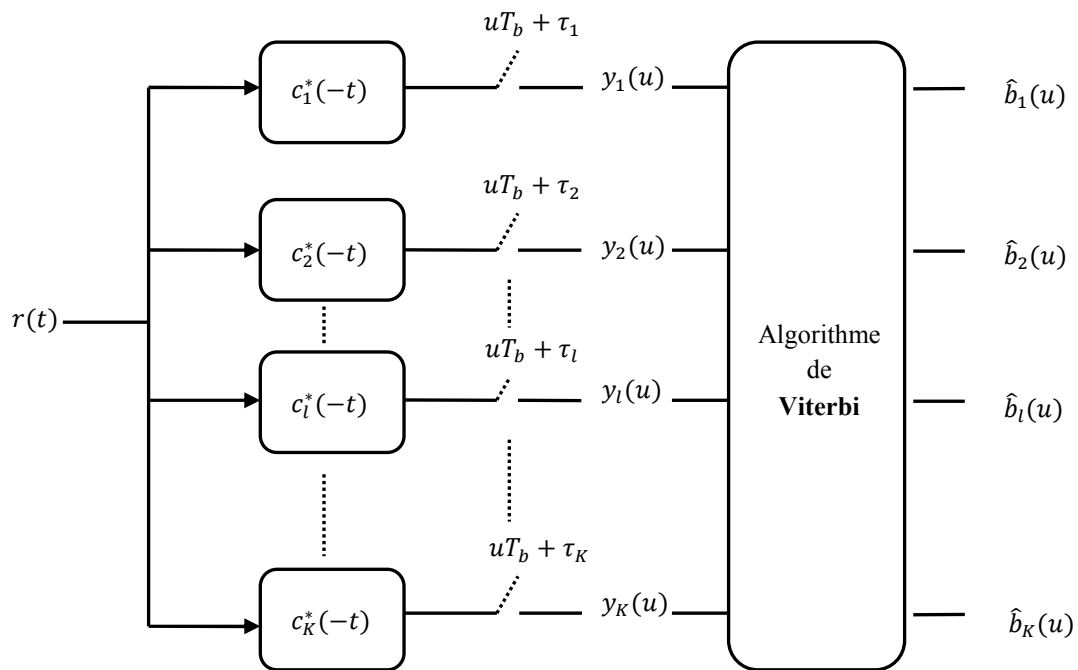 uT_b + τ_1
c_1^*(−t)
y_1(u)
b̂_1(u)
uT_b + τ_2
c_2^*(−t)
y_2(u)
b̂_2(u)
r(t)
Algorithme
de
Viterbi
uT_b + τ_l
c_l^*(−t)
y_l(u)
b̂_l(u)
uT_b + τ_K
c_K^*(−t)
y_K(u)
b̂_K(u)